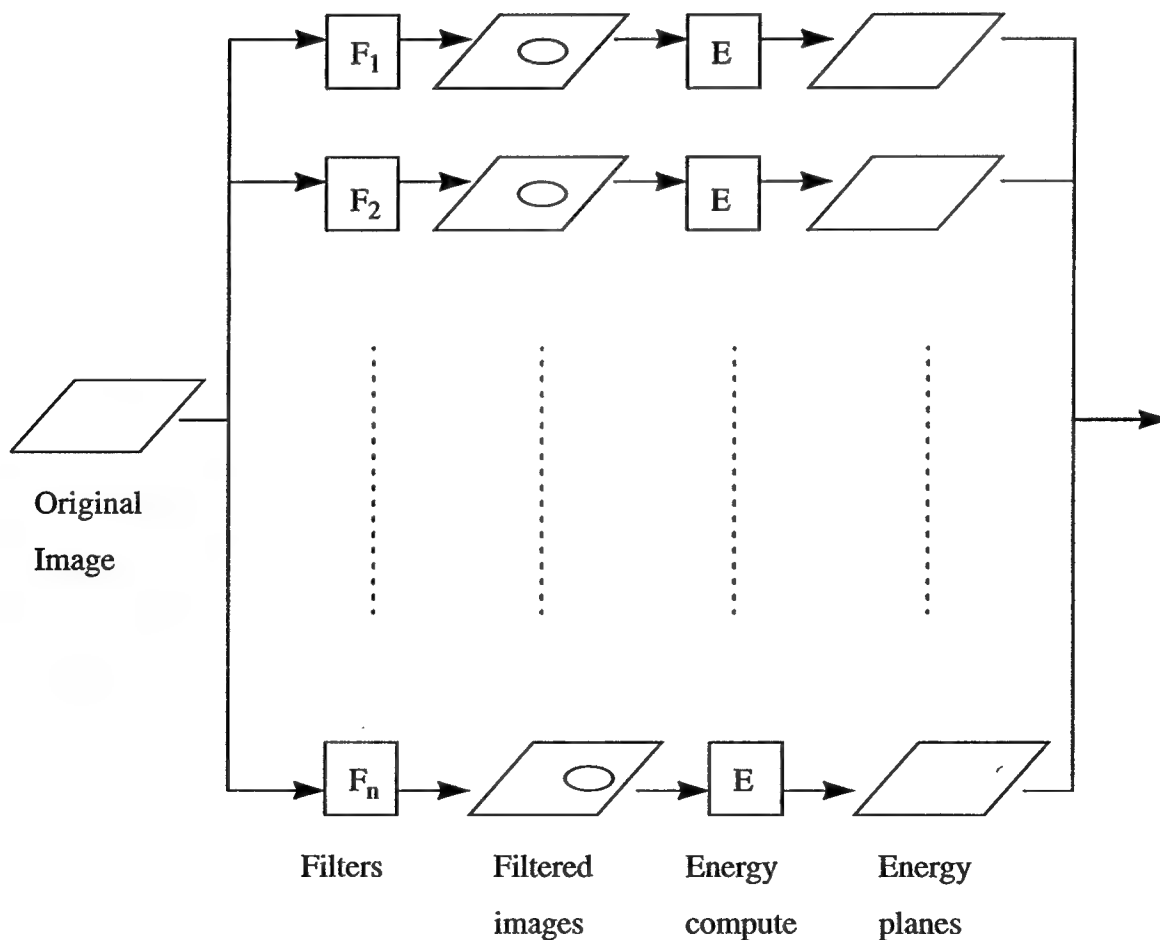 F1 E
F2 E
Original
Image
Fn E
Filters Filtered Energy Energy
images compute planes